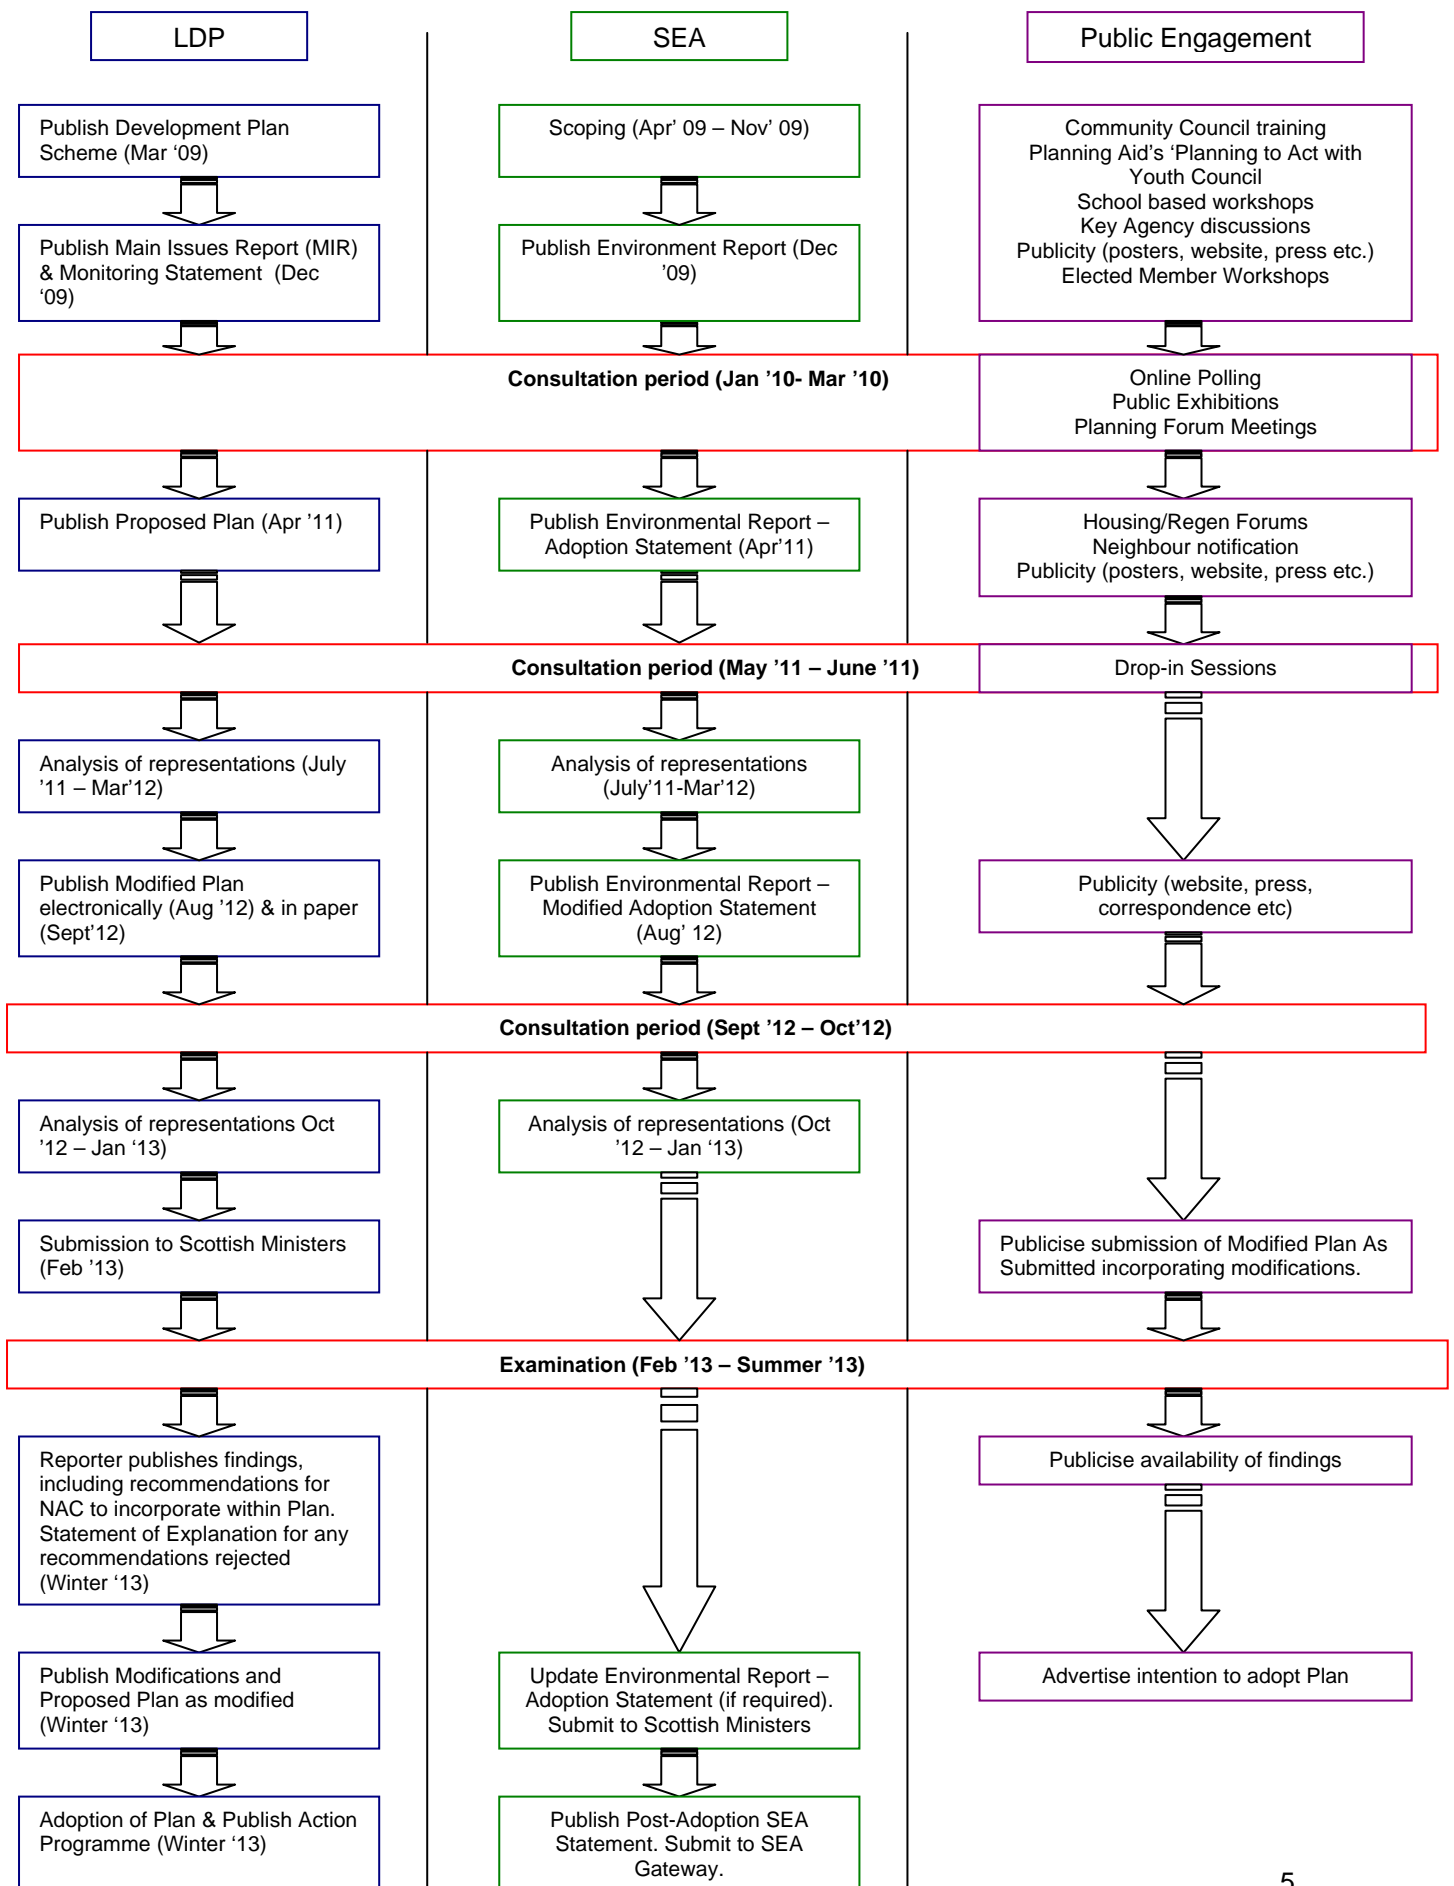 LDP
SEA
Public Engagement
Publish Development Plan
Scheme (Mar ‘09)
Scoping (Apr’ 09 – Nov’ 09)
Community Council training
Planning Aid’s ‘Planning to Act with
Youth Council
School based workshops
Key Agency discussions
Publicity (posters, website, press etc.)
Elected Member Workshops
Publish Main Issues Report (MIR)
& Monitoring Statement (Dec
‘09)
Publish Environment Report (Dec
’09)
Consultation period (Jan ’10- Mar ’10)
Online Polling
Public Exhibitions
Planning Forum Meetings
Publish Proposed Plan (Apr ’11)
Publish Environmental Report –
Adoption Statement (Apr’11)
Housing/Regen Forums
Neighbour notification
Publicity (posters, website, press etc.)
Consultation period (May ’11 – June ’11)
Drop-in Sessions
Analysis of representations (July
’11 – Mar’12)
Analysis of representations
(July’11-Mar’12)
Publish Modified Plan
electronically (Aug ’12) & in paper
(Sept’12)
Publish Environmental Report –
Modified Adoption Statement
(Aug’ 12)
Publicity (website, press,
correspondence etc)
Consultation period (Sept ’12 – Oct’12)
Analysis of representations Oct
’12 – Jan ‘13)
Analysis of representations (Oct
’12 – Jan ‘13)
Submission to Scottish Ministers
(Feb ’13)
Publicise submission of Modified Plan As
Submitted incorporating modifications.
Examination (Feb ’13 – Summer ’13)
Reporter publishes findings,
including recommendations for
NAC to incorporate within Plan.
Statement of Explanation for any
recommendations rejected
(Winter ‘13)
Publicise availability of findings
Publish Modifications and
Proposed Plan as modified
(Winter ‘13)
Update Environmental Report –
Adoption Statement (if required).
Submit to Scottish Ministers
Advertise intention to adopt Plan
Adoption of Plan & Publish Action
Programme (Winter ‘13)
Publish Post-Adoption SEA
Statement. Submit to SEA
Gateway.
5